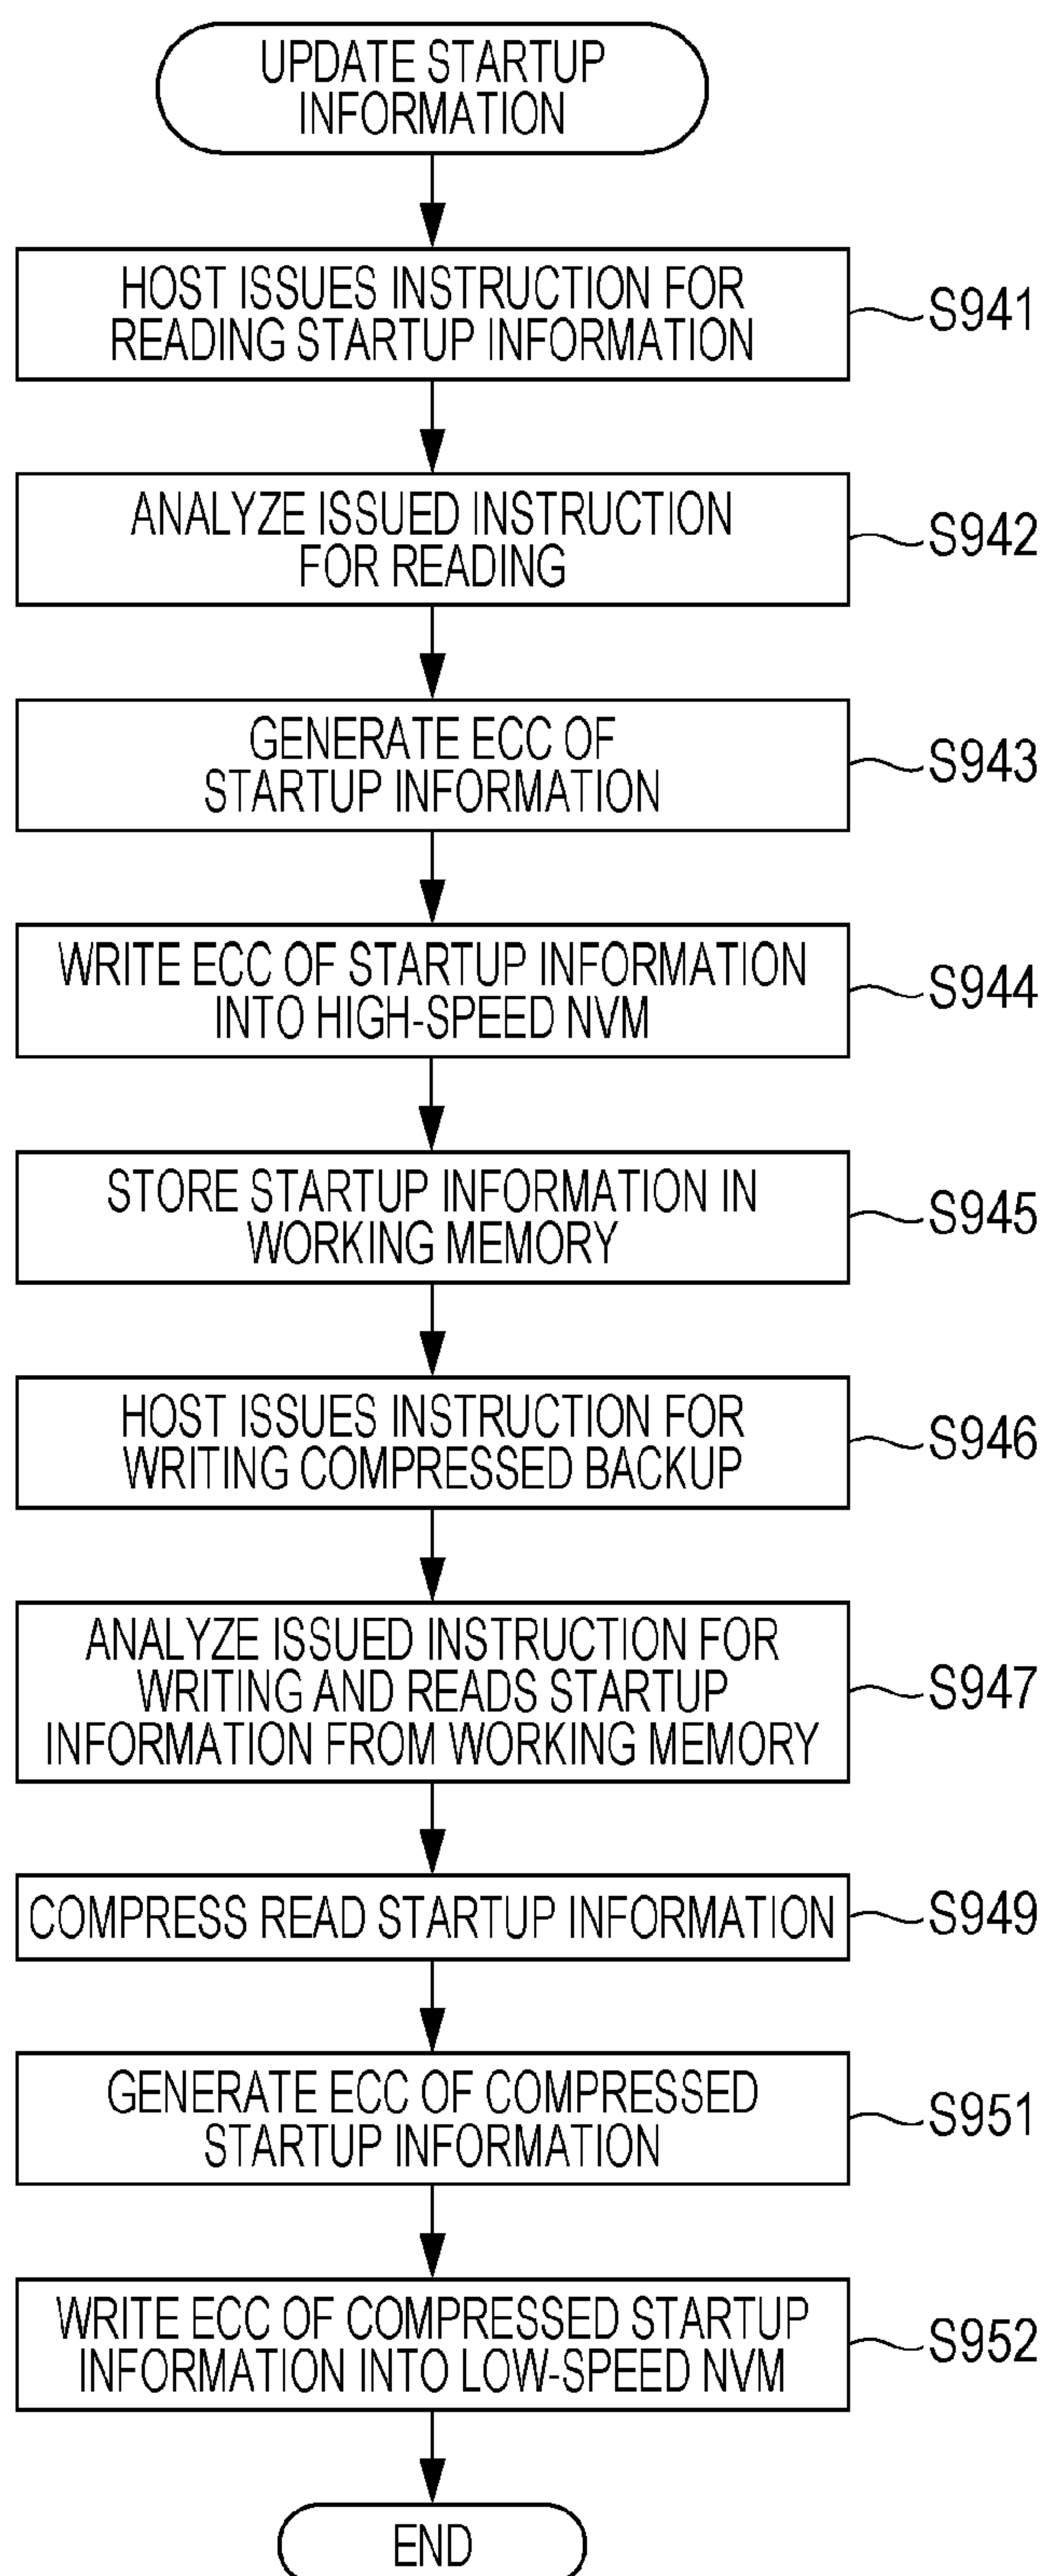 UPDATE STARTUP
INFORMATION
HOST ISSUES INSTRUCTION FOR
READING STARTUP INFORMATION
S941
ANALYZE ISSUED INSTRUCTION
FOR READING
S942
GENERATE ECC OF
STARTUP INFORMATION
S943
WRITE ECC OF STARTUP INFORMATION
INTO HIGH-SPEED NVM
S944
STORE STARTUP INFORMATION IN
WORKING MEMORY
S945
HOST ISSUES INSTRUCTION FOR
WRITING COMPRESSED BACKUP
S946
ANALYZE ISSUED INSTRUCTION FOR
WRITING AND READS STARTUP
INFORMATION FROM WORKING MEMORY
S947
COMPRESS READ STARTUP INFORMATION
S949
GENERATE ECC OF COMPRESSED
STARTUP INFORMATION
S951
WRITE ECC OF COMPRESSED STARTUP
INFORMATION INTO LOW-SPEED NVM
S952
END